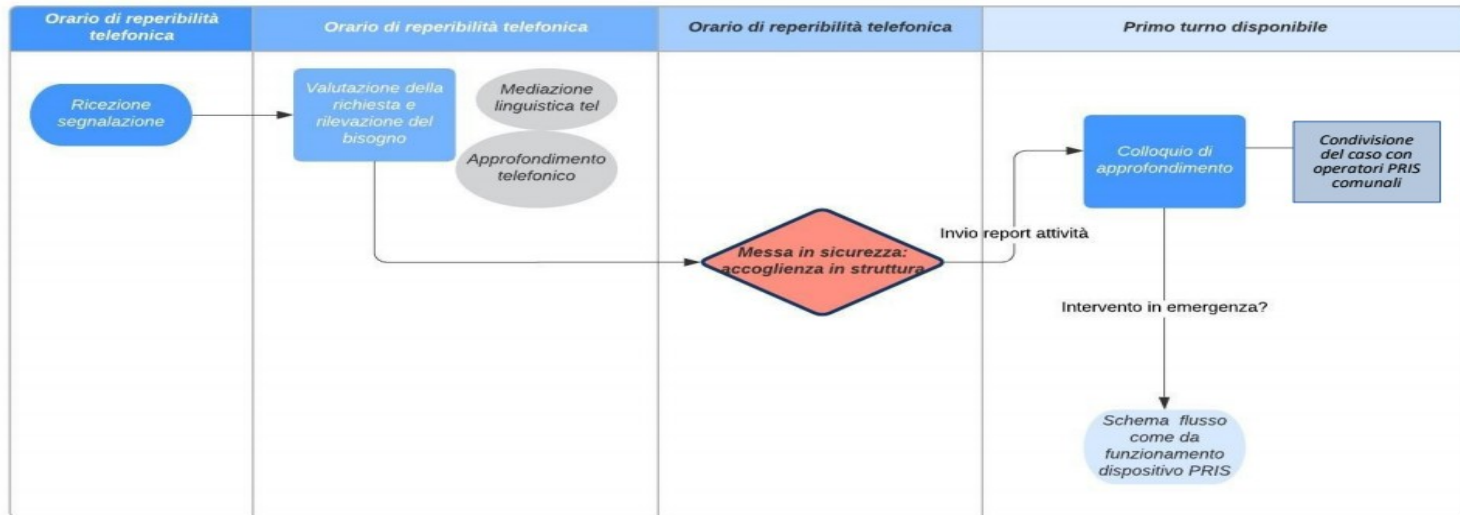 Orario di reperibilità
telefonica
Orario di reperibilità telefonica
Orario di reperibilità telefonica
Primo turno disponibile
Ricezione
segnalazione
Valutazione della
richiesta e
rilevazione del
bisogno
Mediazione
linguistica tel
Approfondimento
telefonico
Messa in sicurezza:
accoglienza in struttura
Invio report attività
Colloquio di
approfondimento
Condivisione
del caso con
operatori PRIS
comunali
Intervento in emergenza?
Schema flusso
come da
funzionamento
dispositivo PRIS